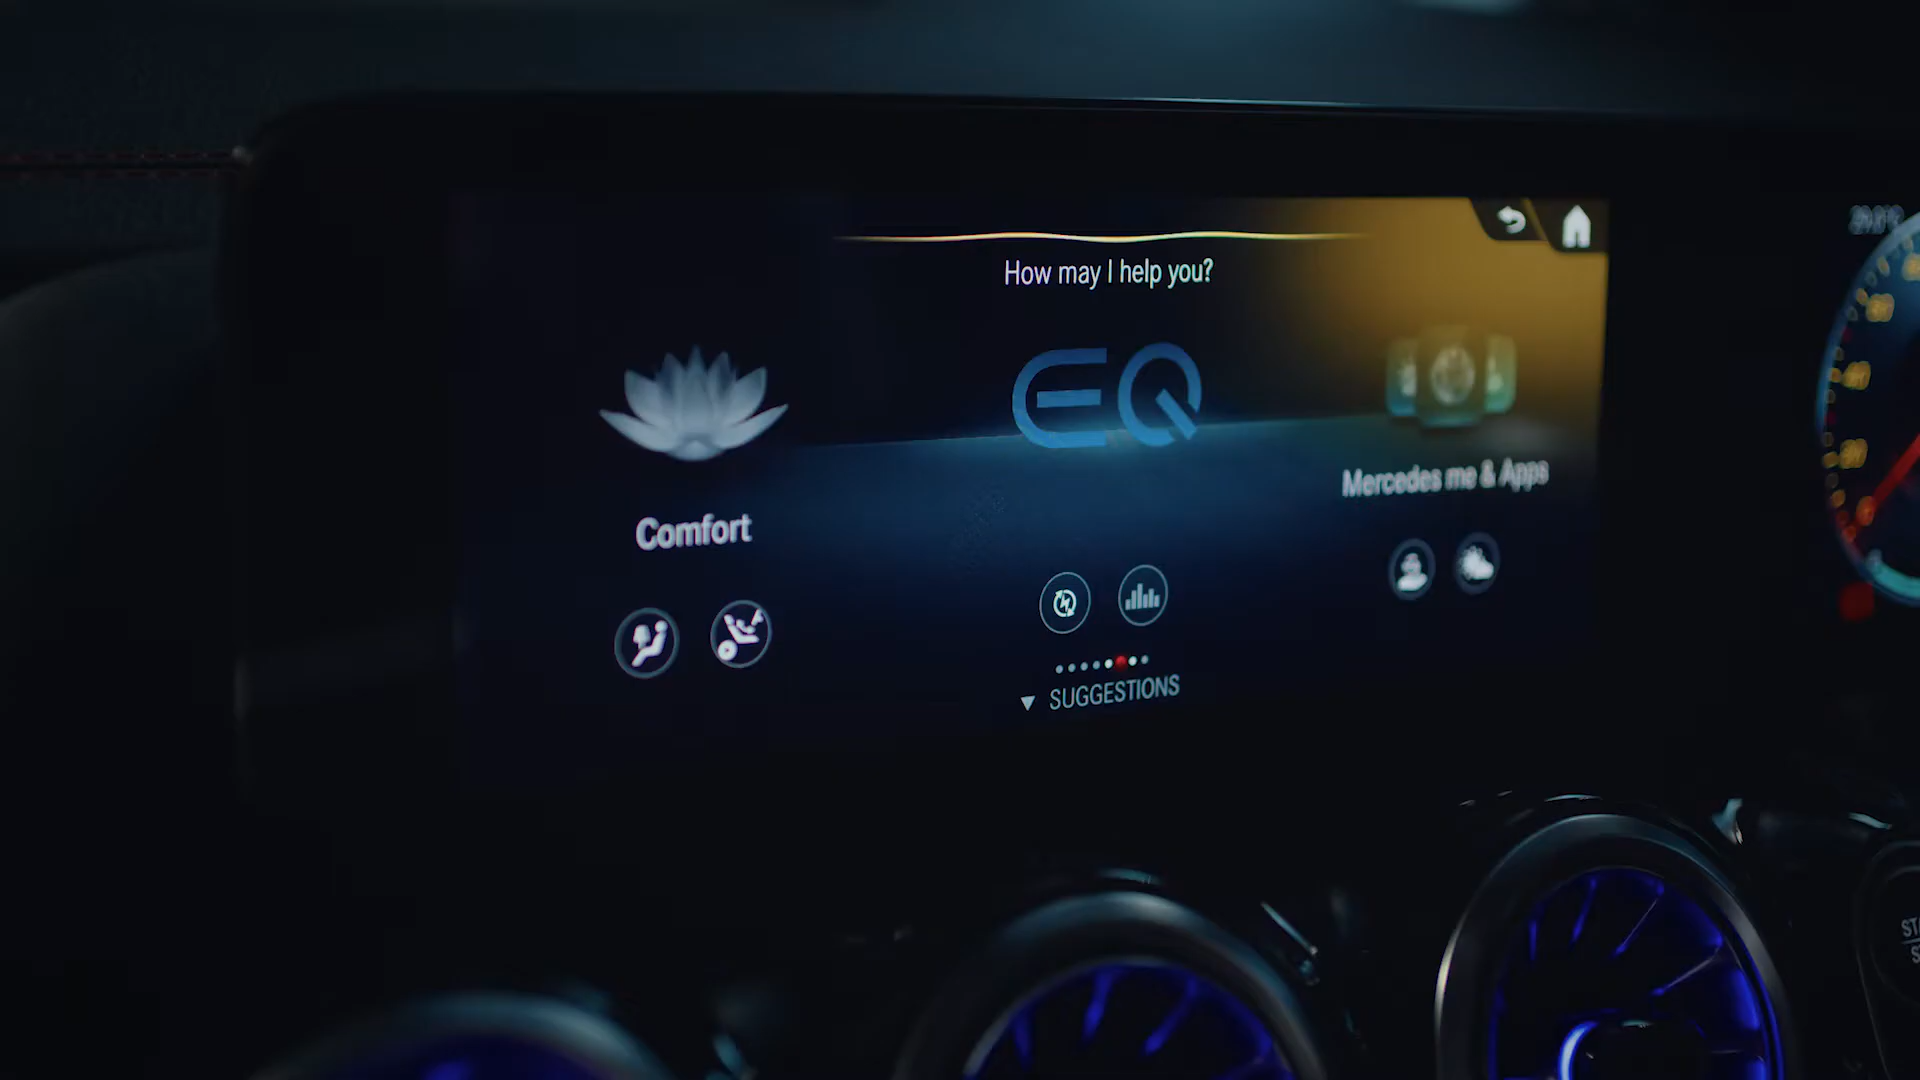 How may I help you?
EQ
Mercedes me & Apps
Comfort
SUGGESTIONS